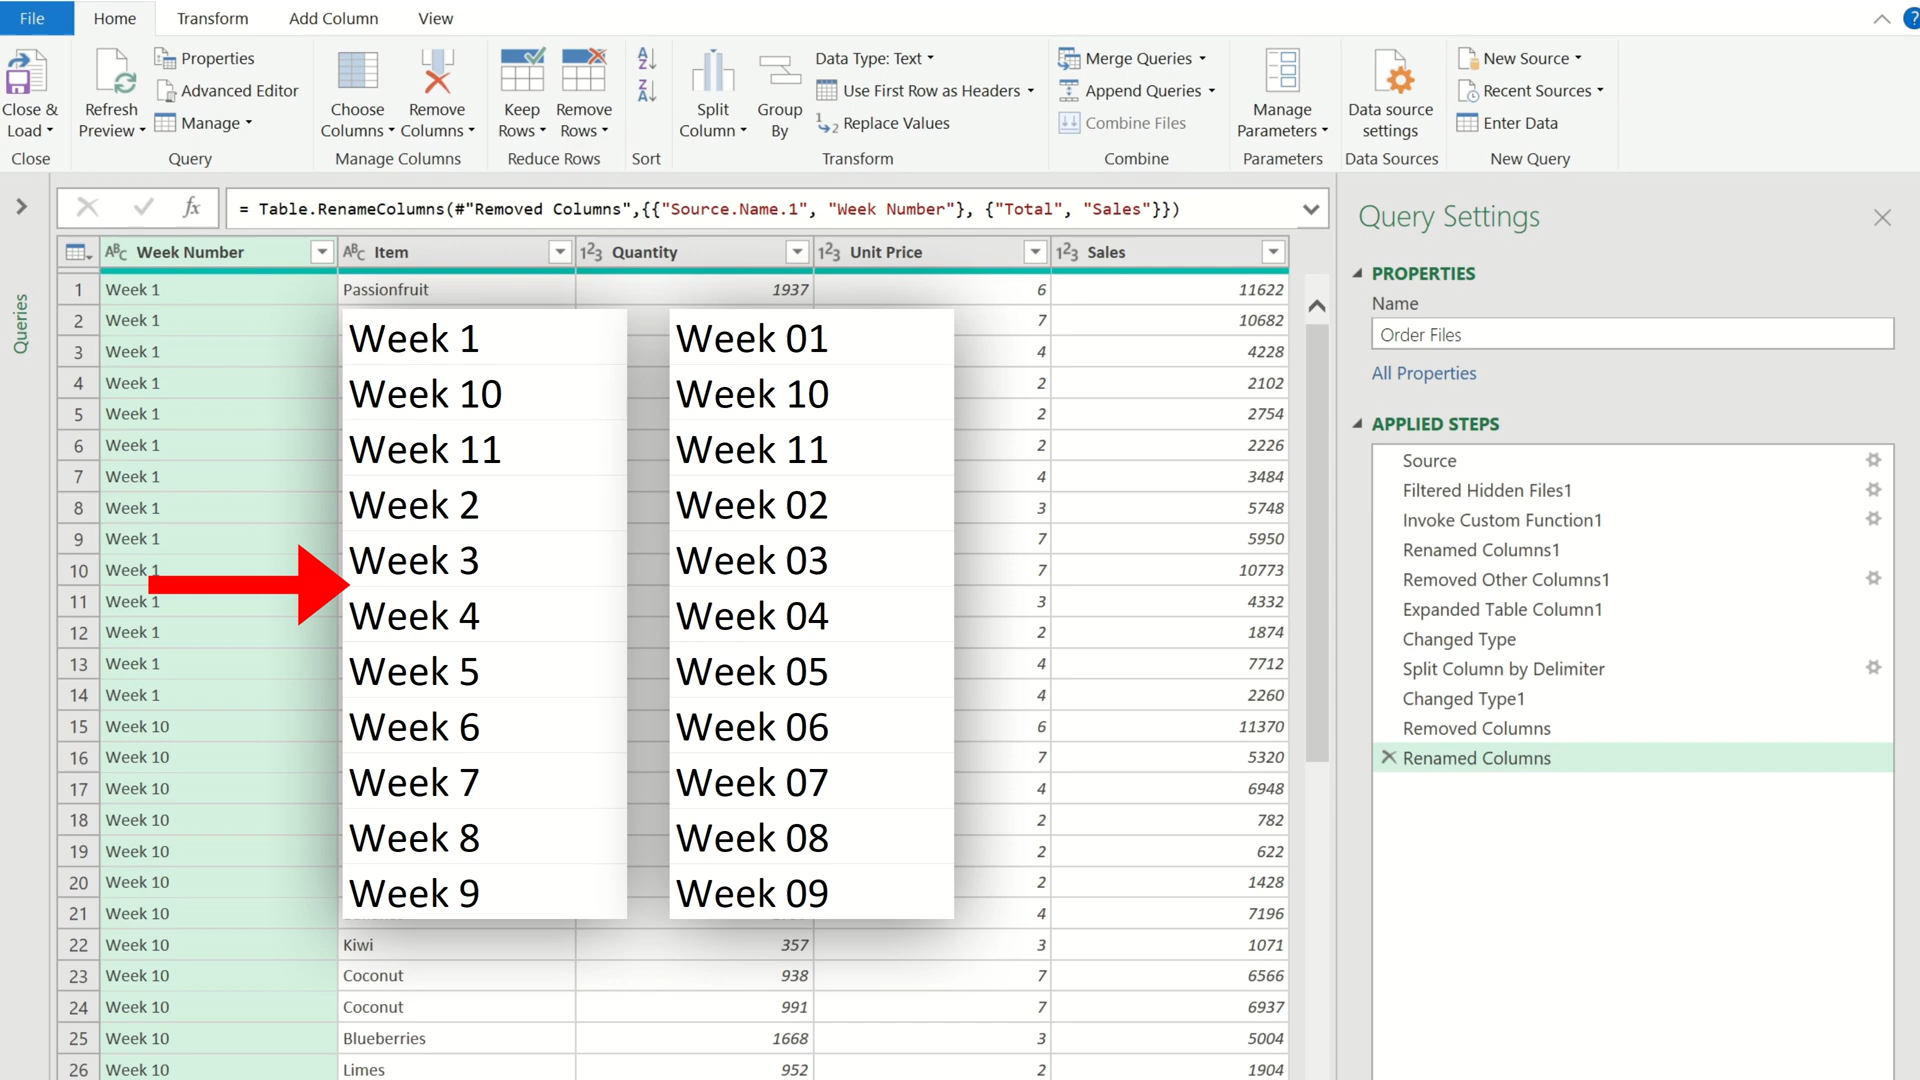 File Home Transform Add Column View
Close & Load Refresh Preview Properties Advanced Editor Manage Choose Columns Remove Columns Keep Rows Remove Rows Split Column Group By Data Type: Text Use First Row as Headers Replace Values Merge Queries Append Queries Combine Files Manage Parameters Data source settings New Source Recent Sources Enter Data
Close Query Manage Columns Reduce Rows Sort Transform Combine Parameters Data Sources New Query
fx = Table.RenameColumns(#"Removed Columns",{{"Source.Name.1", "Week Number"}, {"Total", "Sales"}})
Queries
Week Number Item Quantity Unit Price Sales
1 Week 1 Passionfruit 1937 6 11622
2 Week 1 7 10682
3 Week 1 4 4228
4 Week 1 2 2102
5 Week 1 2 2754
6 Week 1 2 2226
7 Week 1 4 3484
8 Week 1 3 5748
9 Week 1 7 5950
10 Week 1 7 10773
11 Week 1 3 4332
12 Week 1 2 1874
13 Week 1 4 7712
14 Week 1 4 2260
15 Week 10 6 11370
16 Week 10 7 5320
17 Week 10 4 6948
18 Week 10 2 782
19 Week 10 2 622
20 Week 10 2 1428
21 Week 10 4 7196
22 Week 10 Kiwi 357 3 1071
23 Week 10 Coconut 938 7 6566
24 Week 10 Coconut 991 7 6937
25 Week 10 Blueberries 1668 3 5004
26 Week 10 Limes 952 2 1904
Week 1 Week 01
Week 10 Week 10
Week 11 Week 11
Week 2 Week 02
Week 3 Week 03
Week 4 Week 04
Week 5 Week 05
Week 6 Week 06
Week 7 Week 07
Week 8 Week 08
Week 9 Week 09
Query Settings
PROPERTIES
Name
Order Files
All Properties
APPLIED STEPS
Source
Filtered Hidden Files1
Invoke Custom Function1
Renamed Columns1
Removed Other Columns1
Expanded Table Column1
Changed Type
Split Column by Delimiter
Changed Type1
Removed Columns
Renamed Columns